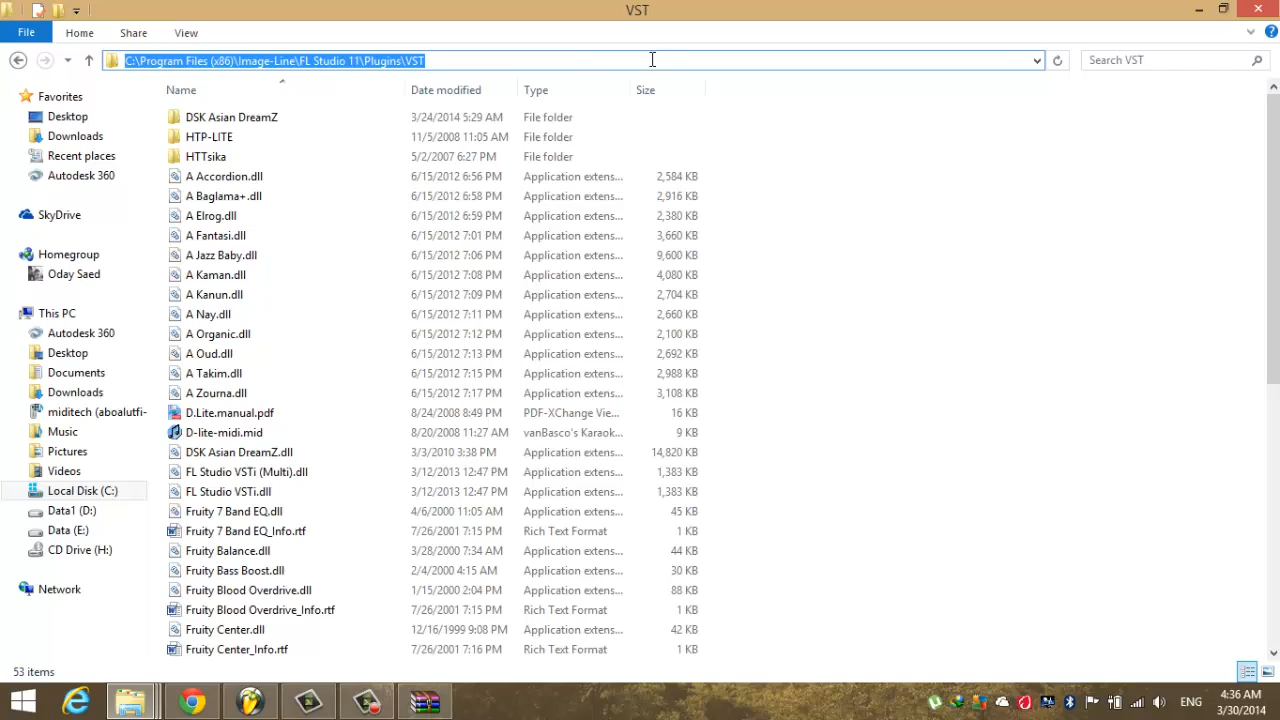 VST
File Home Share View
C:\Program Files (x86)\Image-Line\FL Studio 11\Plugins\VST
Search VST
Name Date modified Type Size
Favorites
Desktop
Downloads
Recent places
Autodesk 360
SkyDrive
Homegroup
Oday Saed
This PC
Autodesk 360
Desktop
Documents
Downloads
miditech (aboalutfi-
Music
Pictures
Videos
Local Disk (C:)
Data1 (D:)
Data (E:)
CD Drive (H:)
Network
DSK Asian DreamZ 3/24/2014 5:29 AM File folder
HTP-LITE 11/5/2008 11:05 AM File folder
HTTsika 5/2/2007 6:27 PM File folder
A Accordion.dll 6/15/2012 6:56 PM Application extens... 2,584 KB
A Baglama+.dll 6/15/2012 6:58 PM Application extens... 2,916 KB
A Elrog.dll 6/15/2012 6:59 PM Application extens... 2,380 KB
A Fantasi.dll 6/15/2012 7:01 PM Application extens... 3,660 KB
A Jazz Baby.dll 6/15/2012 7:06 PM Application extens... 9,600 KB
A Kaman.dll 6/15/2012 7:08 PM Application extens... 4,080 KB
A Kanun.dll 6/15/2012 7:09 PM Application extens... 2,704 KB
A Nay.dll 6/15/2012 7:11 PM Application extens... 2,660 KB
A Organic.dll 6/15/2012 7:12 PM Application extens... 2,100 KB
A Oud.dll 6/15/2012 7:13 PM Application extens... 2,692 KB
A Takim.dll 6/15/2012 7:15 PM Application extens... 2,988 KB
A Zourna.dll 6/15/2012 7:17 PM Application extens... 3,108 KB
D.Lite.manual.pdf 8/24/2008 8:49 PM PDF-XChange Vie... 16 KB
D-lite-midi.mid 8/20/2008 11:27 AM vanBasco's Karaok... 9 KB
DSK Asian DreamZ.dll 3/3/2010 3:38 PM Application extens... 14,820 KB
FL Studio VSTi (Multi).dll 3/12/2013 12:47 PM Application extens... 1,383 KB
FL Studio VSTi.dll 3/12/2013 12:47 PM Application extens... 1,383 KB
Fruity 7 Band EQ.dll 4/6/2000 11:05 AM Application extens... 45 KB
Fruity 7 Band EQ_Info.rtf 7/26/2001 7:15 PM Rich Text Format 1 KB
Fruity Balance.dll 3/28/2000 7:34 AM Application extens... 44 KB
Fruity Bass Boost.dll 2/4/2000 4:15 AM Application extens... 30 KB
Fruity Blood Overdrive.dll 1/15/2000 2:04 PM Application extens... 88 KB
Fruity Blood Overdrive_Info.rtf 7/26/2001 7:15 PM Rich Text Format 1 KB
Fruity Center.dll 12/16/1999 9:08 PM Application extens... 42 KB
Fruity Center_Info.rtf 7/26/2001 7:16 PM Rich Text Format 1 KB
53 items
ENG
4:36 AM
3/30/2014